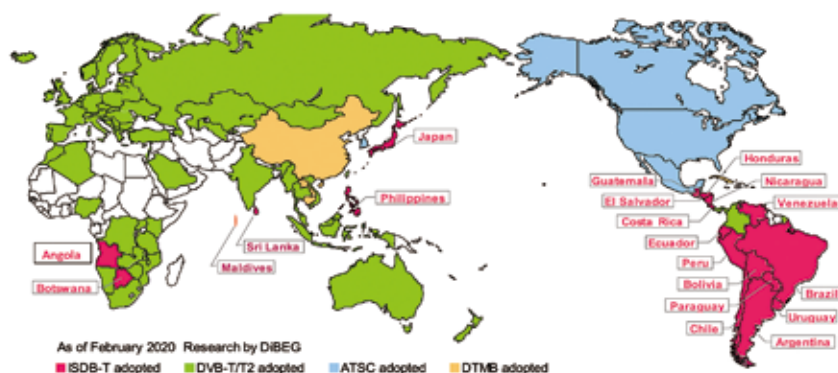 Japan
Honduras
Guatemala
Nicaragua
Philippines
El Salvador
Venezuela
Costa Rica
Sri Lanka
Ecuador
Angola
Maldives
Peru
Botswana
Bolivia
Brazil
Paraguay
Uruguay
Chile
Argentina
As of February 2020 Research by DiBEG
ISDB-T adopted DVB-T/T2 adopted ATSC adopted DTMB adopted